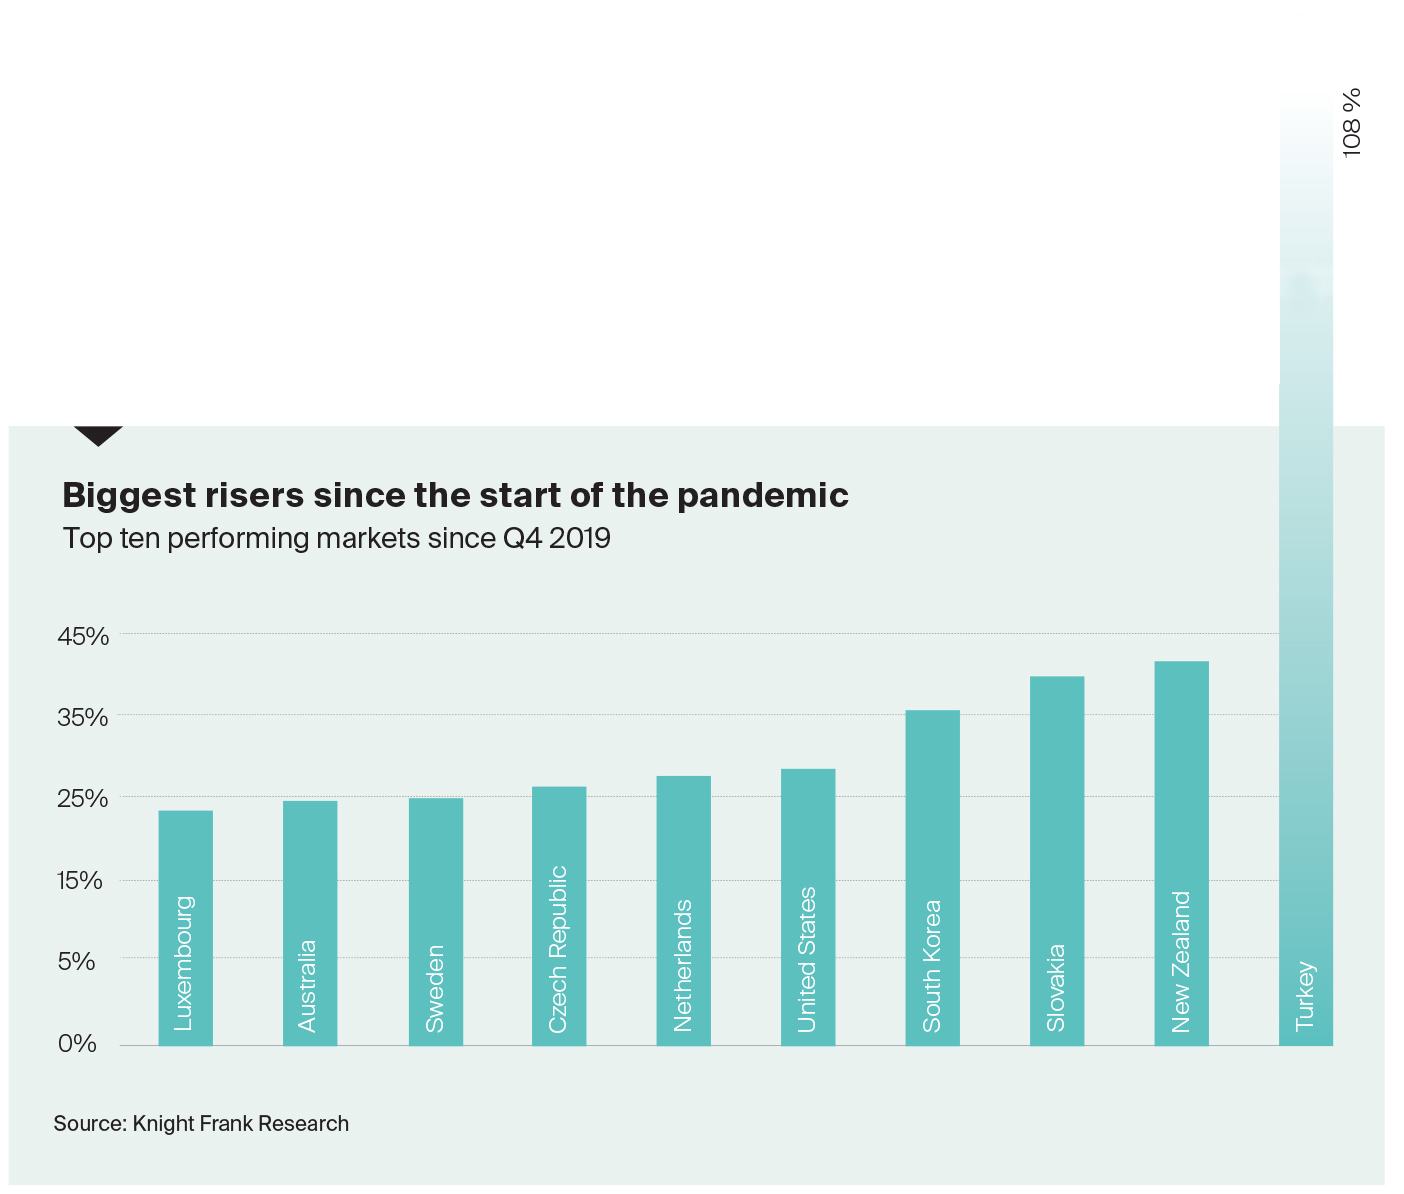 108 %
Biggest risers since the start of the pandemic
Top ten performing markets since Q4 2019
45%
35%
25%
15%
5%
0%
Luxembourg
Australia
Sweden
Czech Republic
Netherlands
United States
South Korea
Slovakia
New Zealand
Turkey
Source: Knight Frank Research